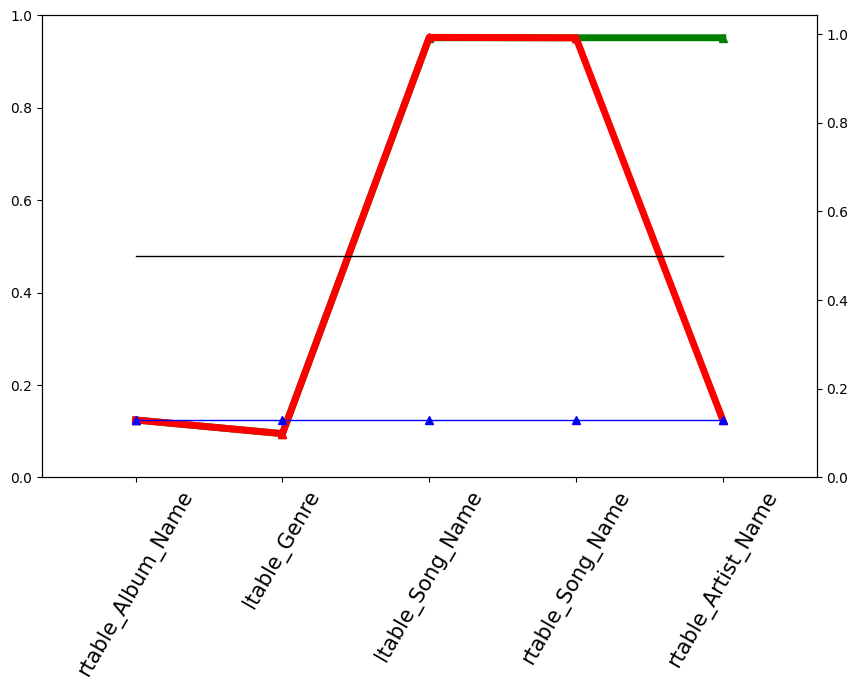 1.0
0.8
0.6
0.4
0.2
0.0
1.0
0.8
0.6
0.4
0.2
0.0
rtable_Album_Name
ltable_Genre
ltable_Song_Name
rtable_Song_Name
rtable_Artist_Name